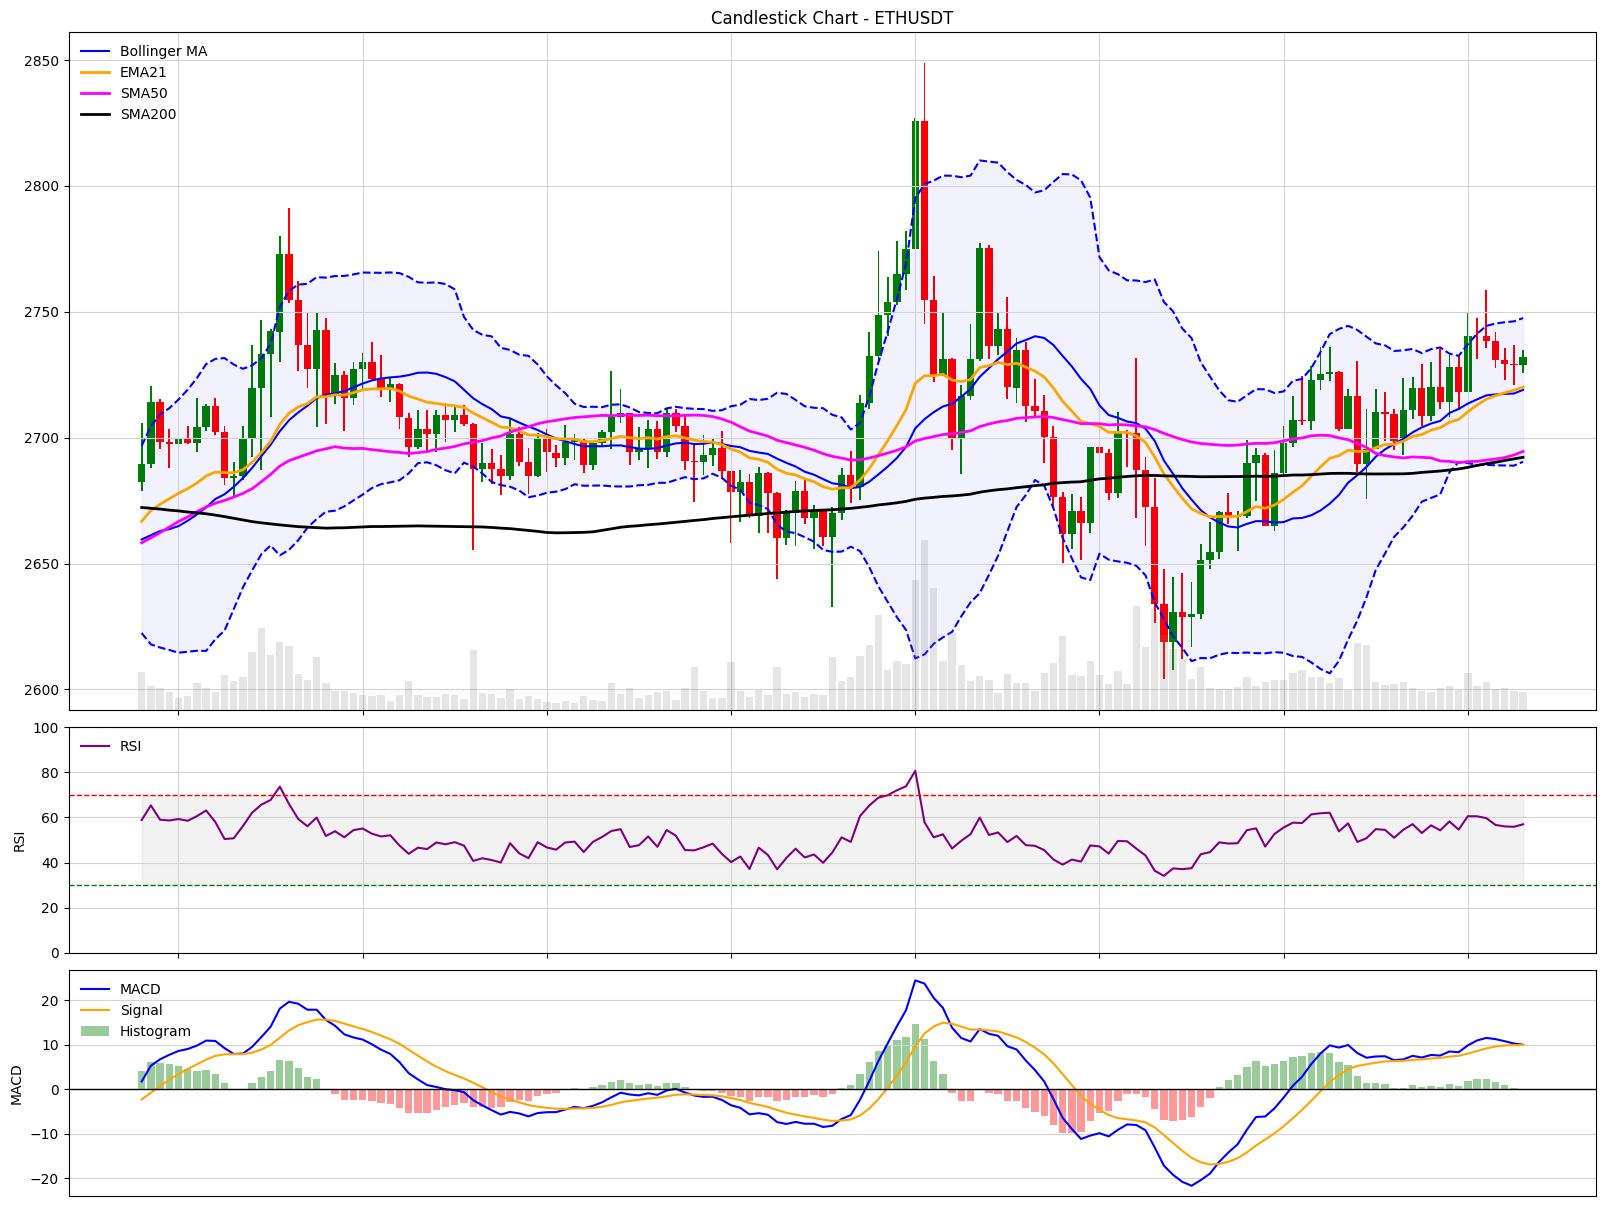 Candlestick Chart - ETHUSDT
Bollinger MA
EMA21
SMA50
SMA200
2850
2800
2750
2700
2650
2600
RSI
100
80
60
40
20
0
RSI
MACD
Signal
Histogram
20
10
0
−10
−20
MACD